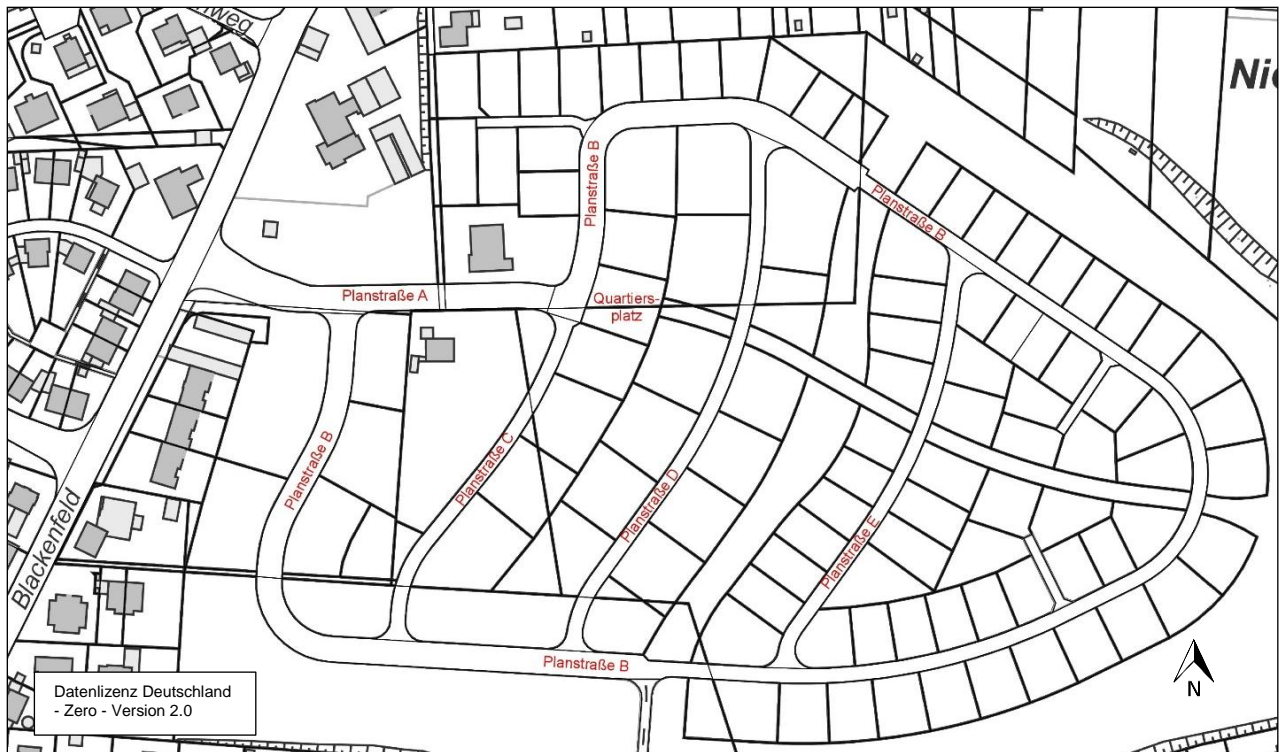 Planstraße B
Planstraße B
Planstraße A
Quartiers-
platz
Planstraße B
Planstraße C
Planstraße D
Planstraße E
Blackenfeld
Planstraße B
Datenlizenz Deutschland
- Zero - Version 2.0
N